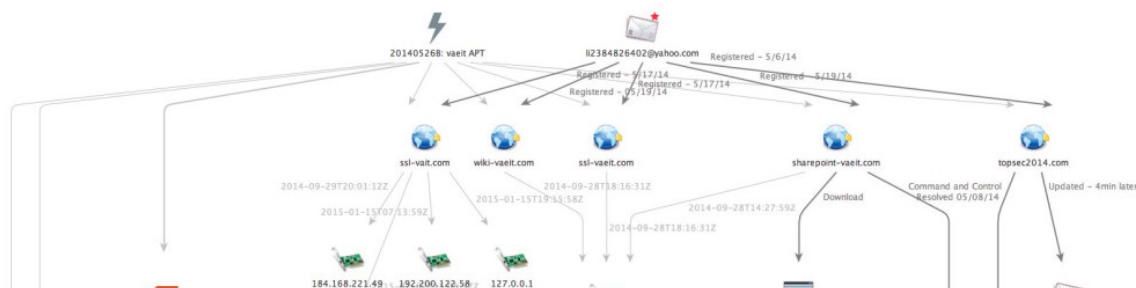 20140526B: vaeit APT
li2384826402@yahoo.com
Registered - 5/6/14
Registered - 5/17/14
Registered - 5/19/14
Registered - 5/17/14
Registered - 05/19/14
ssl-vait.com
wiki-vaeit.com
ssl-vaeit.com
sharepoint-vaeit.com
topsec2014.com
2014-09-29T20:01:12Z
2014-09-28T18:16:31Z
Download
Command and Control
Resolved 05/08/14
Updated - 4min later
2015-01-15T07:13:59Z
2015-01-15T19:15:58Z
2014-09-28T14:27:59Z
2014-09-28T18:16:31Z
184.168.221.49
192.200.122.58
127.0.0.1